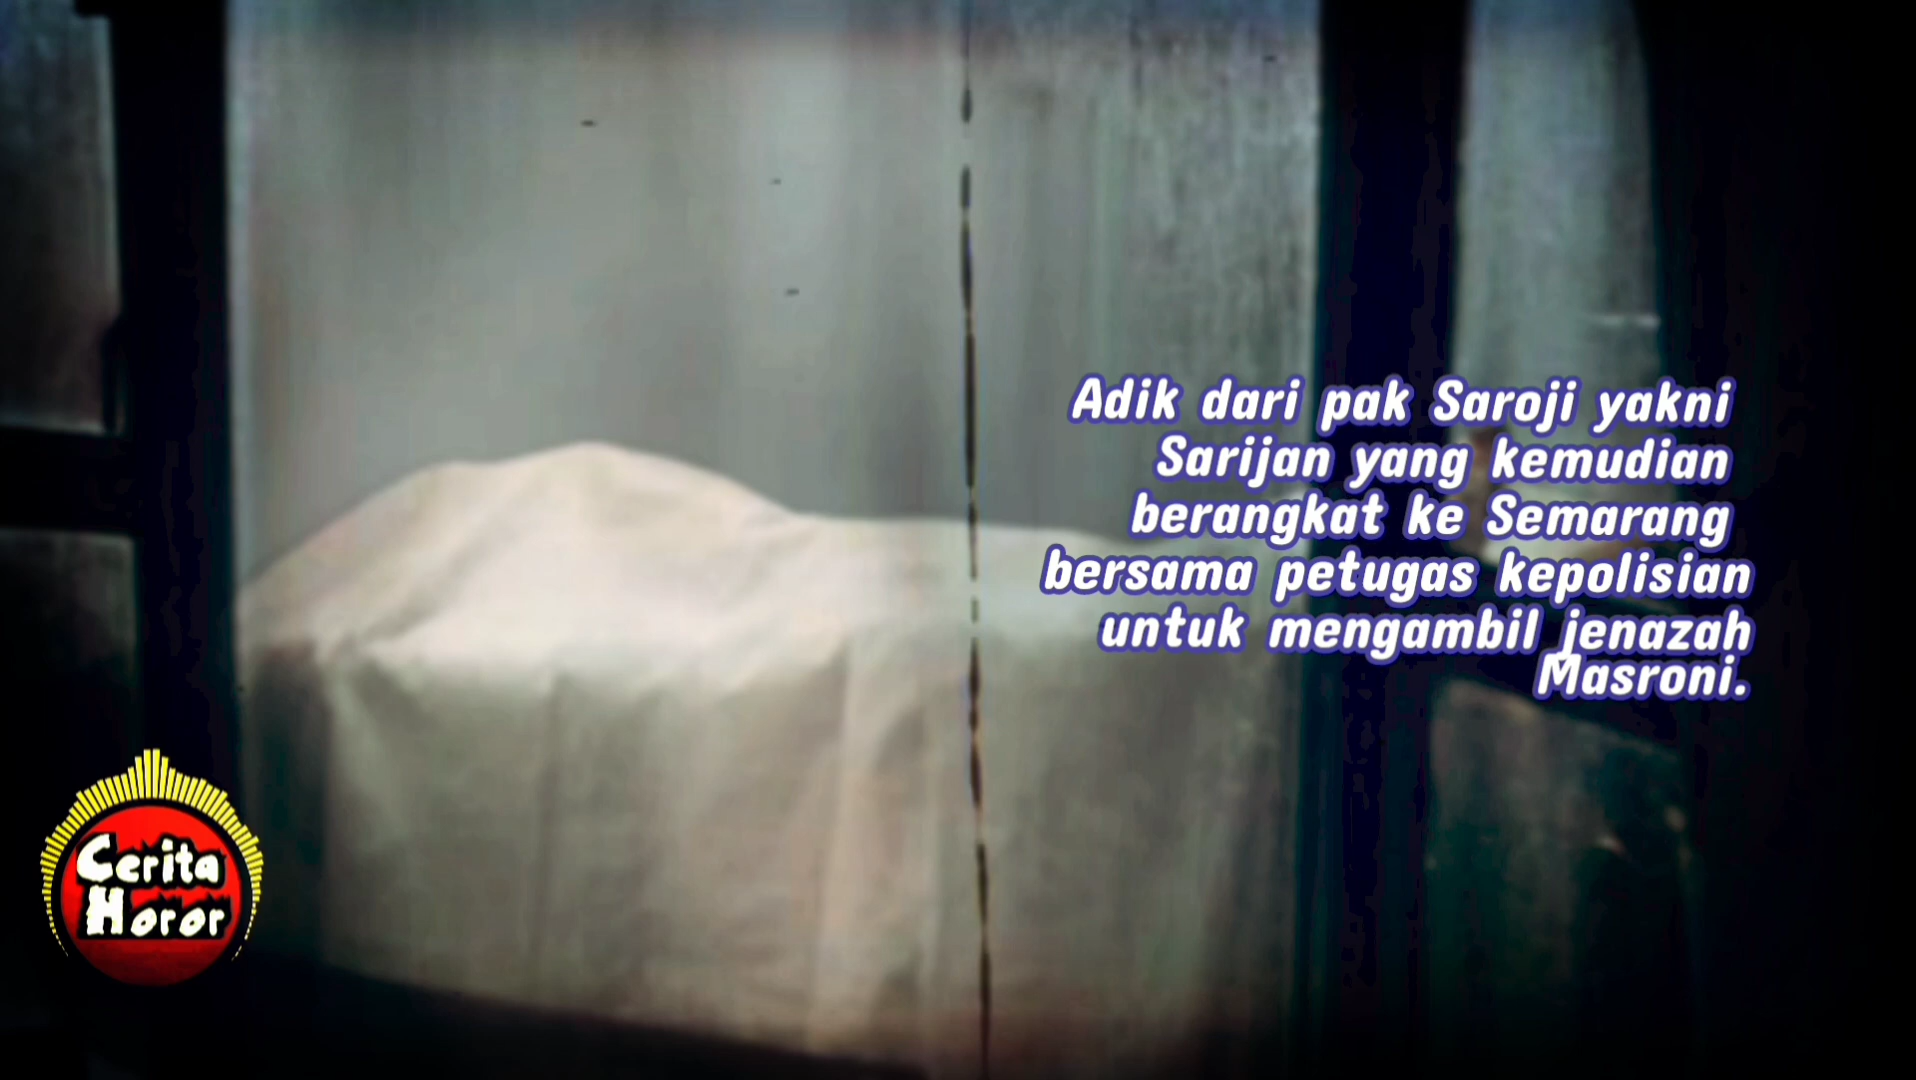 Adik dari pak Saroji yakni
Sarijan yang kemudian
berangkat ke Semarang
bersama petugas kepolisian
untuk mengambil jenazah
Masroni.
Cerita
Horor